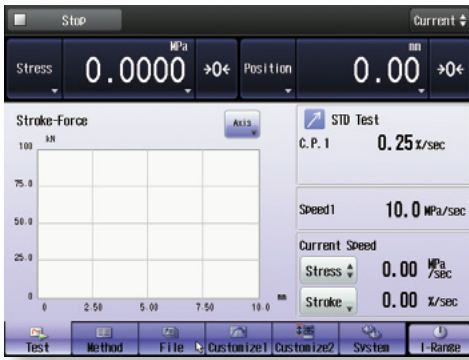 Stop
Current
Stress
0.0000
MPa
→0←
Position
0.00
mm
→0←
Stroke-Force
Axis
kN
100
75.0
50.0
25.0
0
0 2.50 5.00 7.50 10.0 mm
STD Test
C.P.1 0.25 %/sec
Speed1 10.0 MPa/sec
Current Speed
Stress 0.00 MPa/sec
Stroke 0.00 %/sec
Test Method File Customize1 Customize2 System I-Range